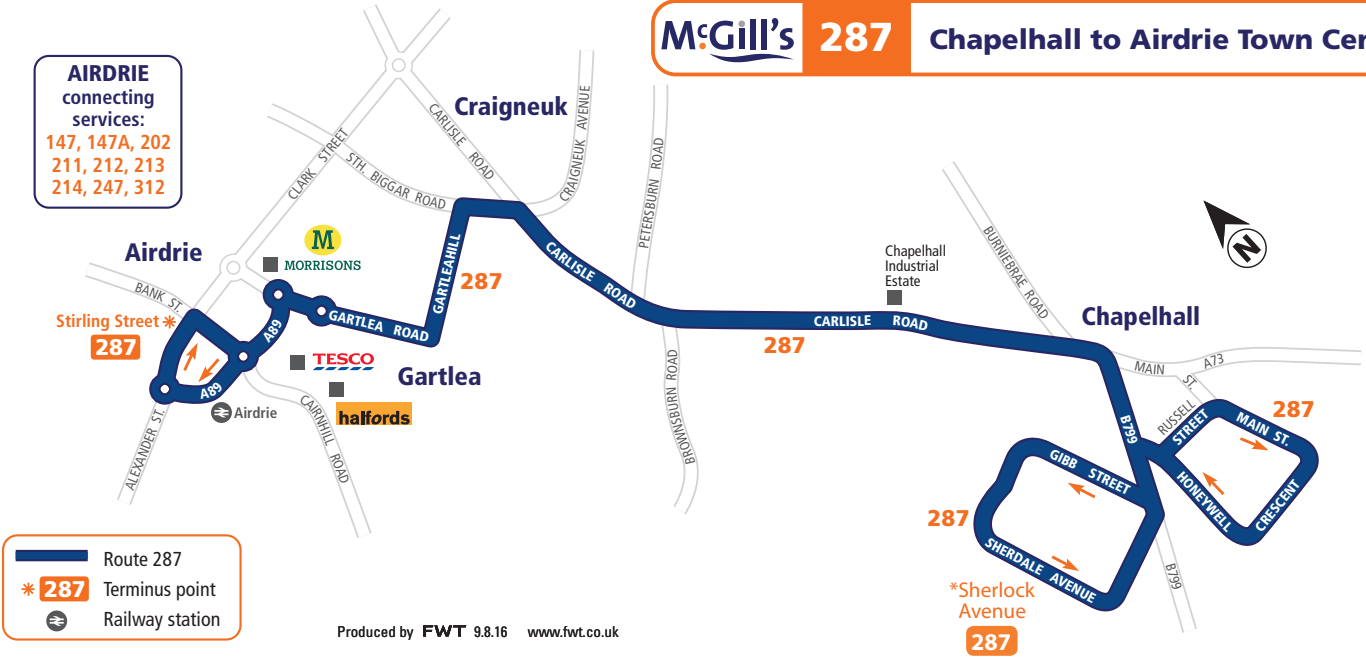 McGill's 287 Chapelhall to Airdrie Town Cer
AIRDRIE
connecting
services:
147, 147A, 202
211, 212, 213
214, 247, 312
Craigneuk
CARLISLE ROAD
CRAIGNEUK AVENUE
CLARK STREET
STH. BIGGAR ROAD
PETERSBURN ROAD
Airdrie
M
MORRISONS
BANK ST.
GARTLEAHILL
287
CARLISLE ROAD
Chapelhall
Industrial
Estate
BURNIEBRAE ROAD
N
Stirling Street *
287
A89
GARTLEA ROAD
CARLISLE ROAD
287
Chapelhall
TESCO
Gartlea
A89
Airdrie
halfords
CAIRNHILL ROAD
ALEXANDER ST.
BROWNSBURN ROAD
MAIN ST.
A73
B799
RUSSELL STREET
MAIN ST.
287
HONEYWELL CRESCENT
GIBB STREET
287
SHERDALE AVENUE
B799
*Sherlock
Avenue
287
Route 287
* 287 Terminus point
Railway station
Produced by FWT 9.8.16 www.fwt.co.uk